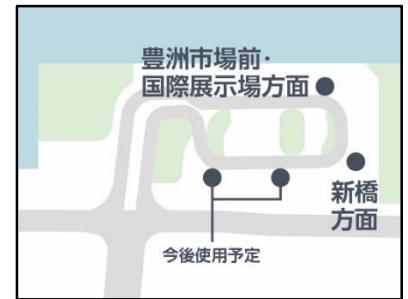 豊洲市場前・
国際展示場方面
新橋
方面
今後使用予定